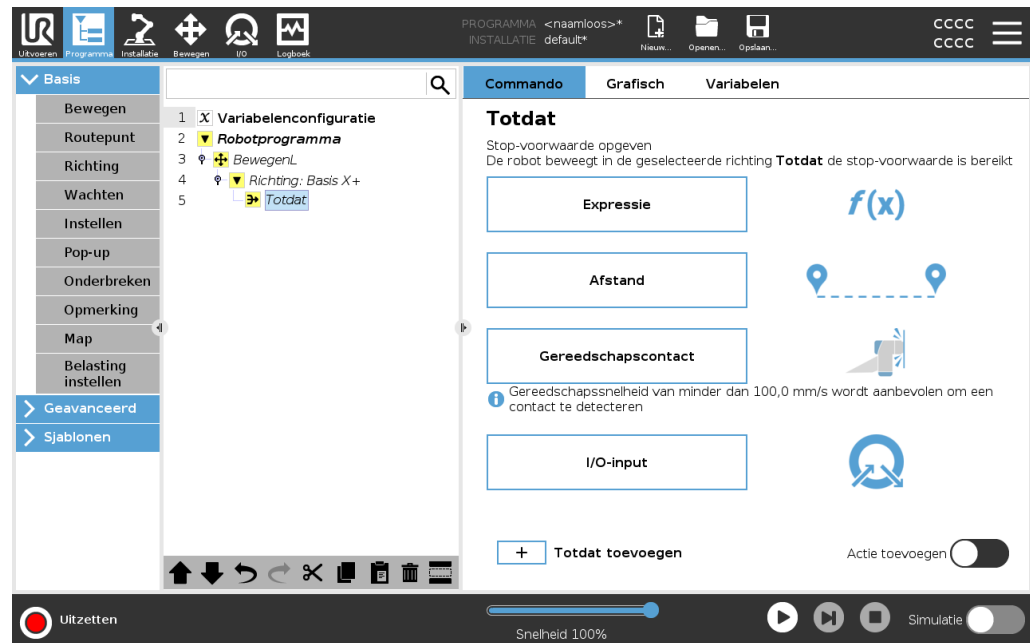 UR
Uitvoeren
Programma
Installatie
Bewegen
I/O
Logboek
PROGRAMMA <naamloos>*
INSTALLATIE default*
Nieuw...
Openen...
Opslaan...
CCCC
CCCC
Basis
Bewegen
Routepunt
Richting
Wachten
Instellen
Pop-up
Onderbreken
Opmerking
Map
Belasting
instellen
Geavanceerd
Sjablonen
1 X Variabelenconfiguratie
2 Robotprogramma
3 BewegenL
4 Richting: Basis X+
5 Totdat
Commando
Grafisch
Variabelen
Totdat
Stop-voorwaarde opgeven
De robot beweegt in de geselecteerde richting Totdat de stop-voorwaarde is bereikt
Expressie
f(x)
Afstand
Gereedschapscontact
Gereedschapssnelheid van minder dan 100,0 mm/s wordt aanbevolen om een
contact te detecteren
I/O-input
+ Totdat toevoegen
Actie toevoegen
Uitzetten
Snelheid 100%
Simulatie